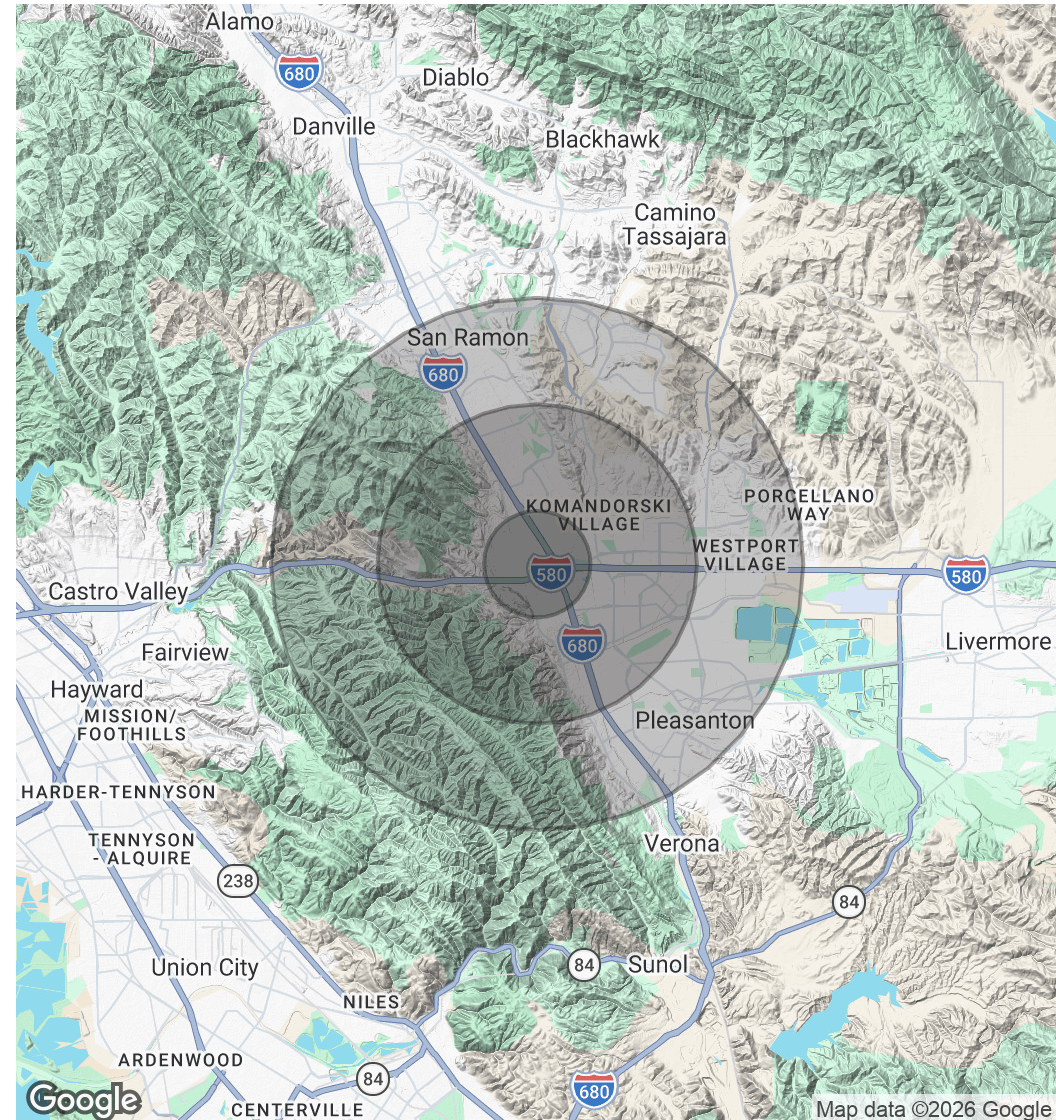 Alamo
680
Diablo
Danville
Blackhawk
Camino
Tassajara
San Ramon
680
KOMANDORSKI
VILLAGE
PORCELLANO
WAY
WESTPORT
VILLAGE
580
580
Castro Valley
680
Livermore
Fairview
Hayward
MISSION/
FOOTHILLS
Pleasanton
HARDER-TENNYSON
TENNYSON
- ALQUIRE
Verona
238
84
Union City
84
Sunol
NILES
ARDENWOOD
84
680
CENTERVILLE
Google
Map data ©2026 Google